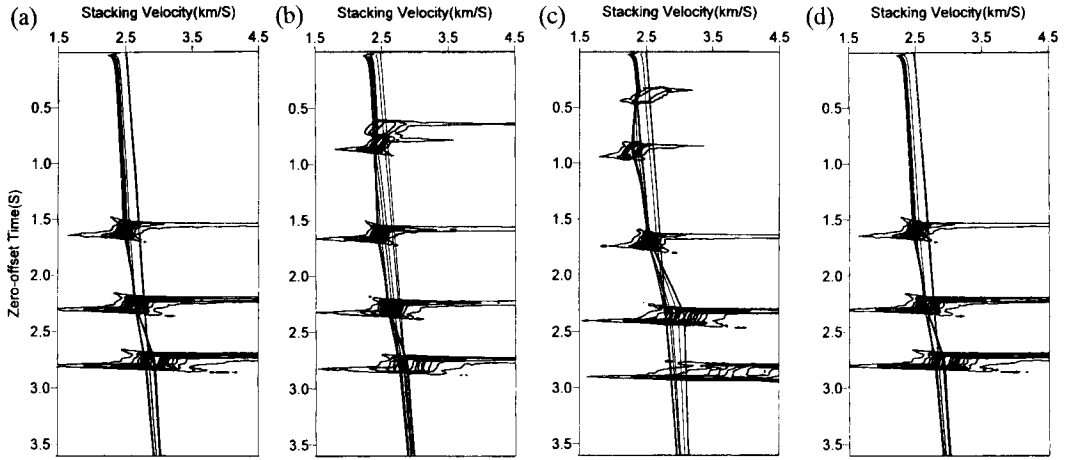 (a) Stacking Velocity(km/S) (b) Stacking Velocity(km/S) (c) Stacking Velocity(km/S) (d) Stacking Velocity(km/S)
1.5 2.5 3.5 4.5 1.5 2.5 3.5 4.5 1.5 2.5 3.5 4.5 1.5 2.5 3.5 4.5
0.5 0.5 0.5 0.5
1.0 1.0 1.0 1.0
1.5 1.5 1.5 1.5
Zero-offset Time(S)
2.0 2.0 2.0 2.0
2.5 2.5 2.5 2.5
3.0 3.0 3.0 3.0
3.5 3.5 3.5 3.5